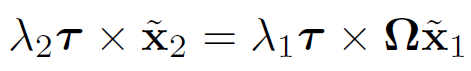 λ₂𝝉 × x̃₂ = λ₁𝝉 × 𝛀x̃₁